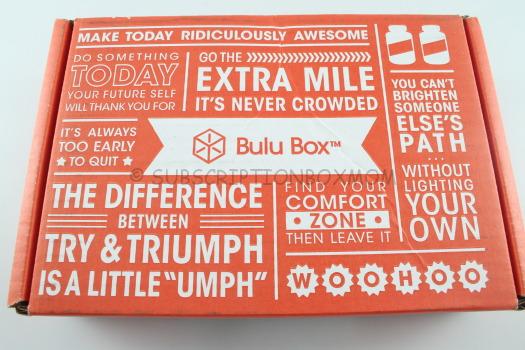 MAKE TODAY RIDICULOUSLY AWESOME
DO SOMETHING
TODAY
YOUR FUTURE SELF
WILL THANK YOU FOR
GO THE
EXTRA MILE
IT'S NEVER CROWDED
YOU CAN'T
BRIGHTEN
SOMEONE
ELSE'S
PATH
...
WITHOUT
LIGHTING
YOUR
OWN
IT'S ALWAYS
TOO EARLY
TO QUIT
Bulu Box™
© SUBSCRIPTIONBOXMOM
THE DIFFERENCE
BETWEEN
TRY & TRIUMPH
IS A LITTLE "UMPH"
FIND YOUR
COMFORT
ZONE
THEN LEAVE IT
WOOHOO